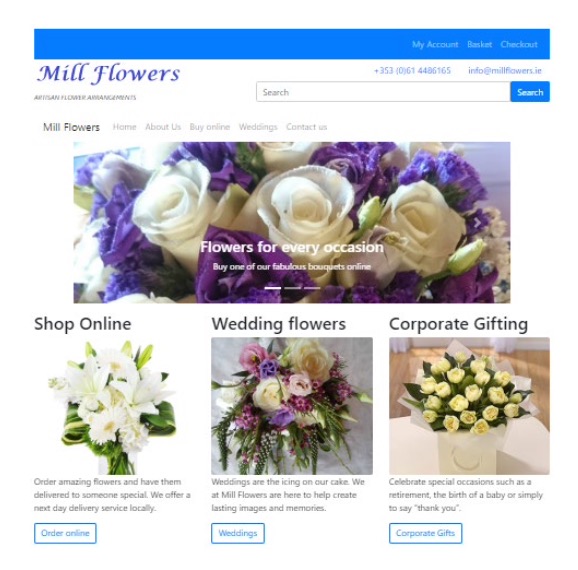 My Account Basket Checkout
Mill Flowers
+353 (0)61 4486165 info@millflowers.ie
ARTISAN FLOWER ARRANGEMENTS
Search Search
Mill Flowers Home About Us Buy online Weddings Contact us
Flowers for every occasion
Buy one of our fabulous bouquets online
Shop Online
Order amazing flowers and have them
delivered to someone special. We offer a
next day delivery service locally.
Order online
Wedding flowers
Weddings are the icing on our cake. We
at Mill Flowers are here to help create
lasting images and memories.
Weddings
Corporate Gifting
Celebrate special occasions such as a
retirement, the birth of a baby or simply
to say "thank you".
Corporate Gifts